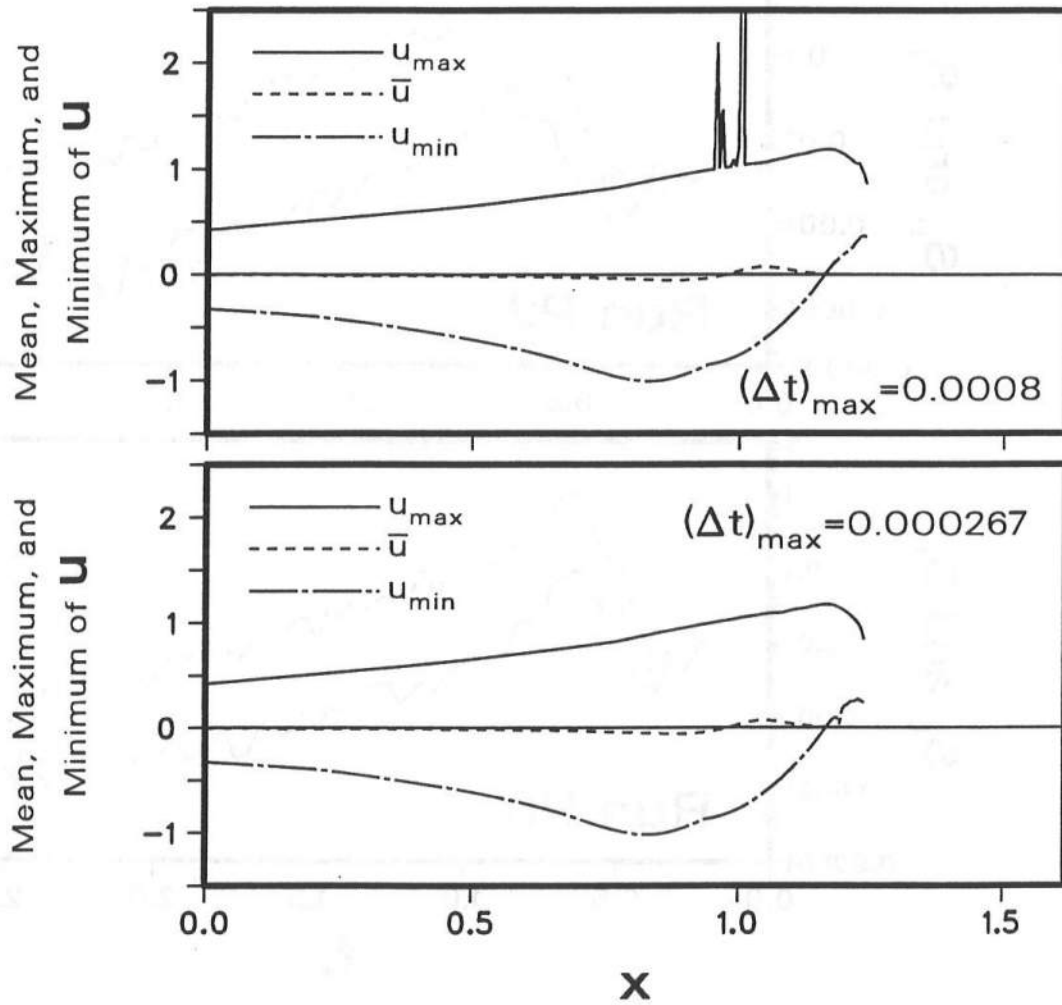 Mean, Maximum, and
Minimum of u
2
1
0
−1
u_max
ū
u_min
(Δt)_max=0.0008
Mean, Maximum, and
Minimum of u
2
1
0
−1
u_max
ū
u_min
(Δt)_max=0.000267
0.0 0.5 1.0 1.5
x